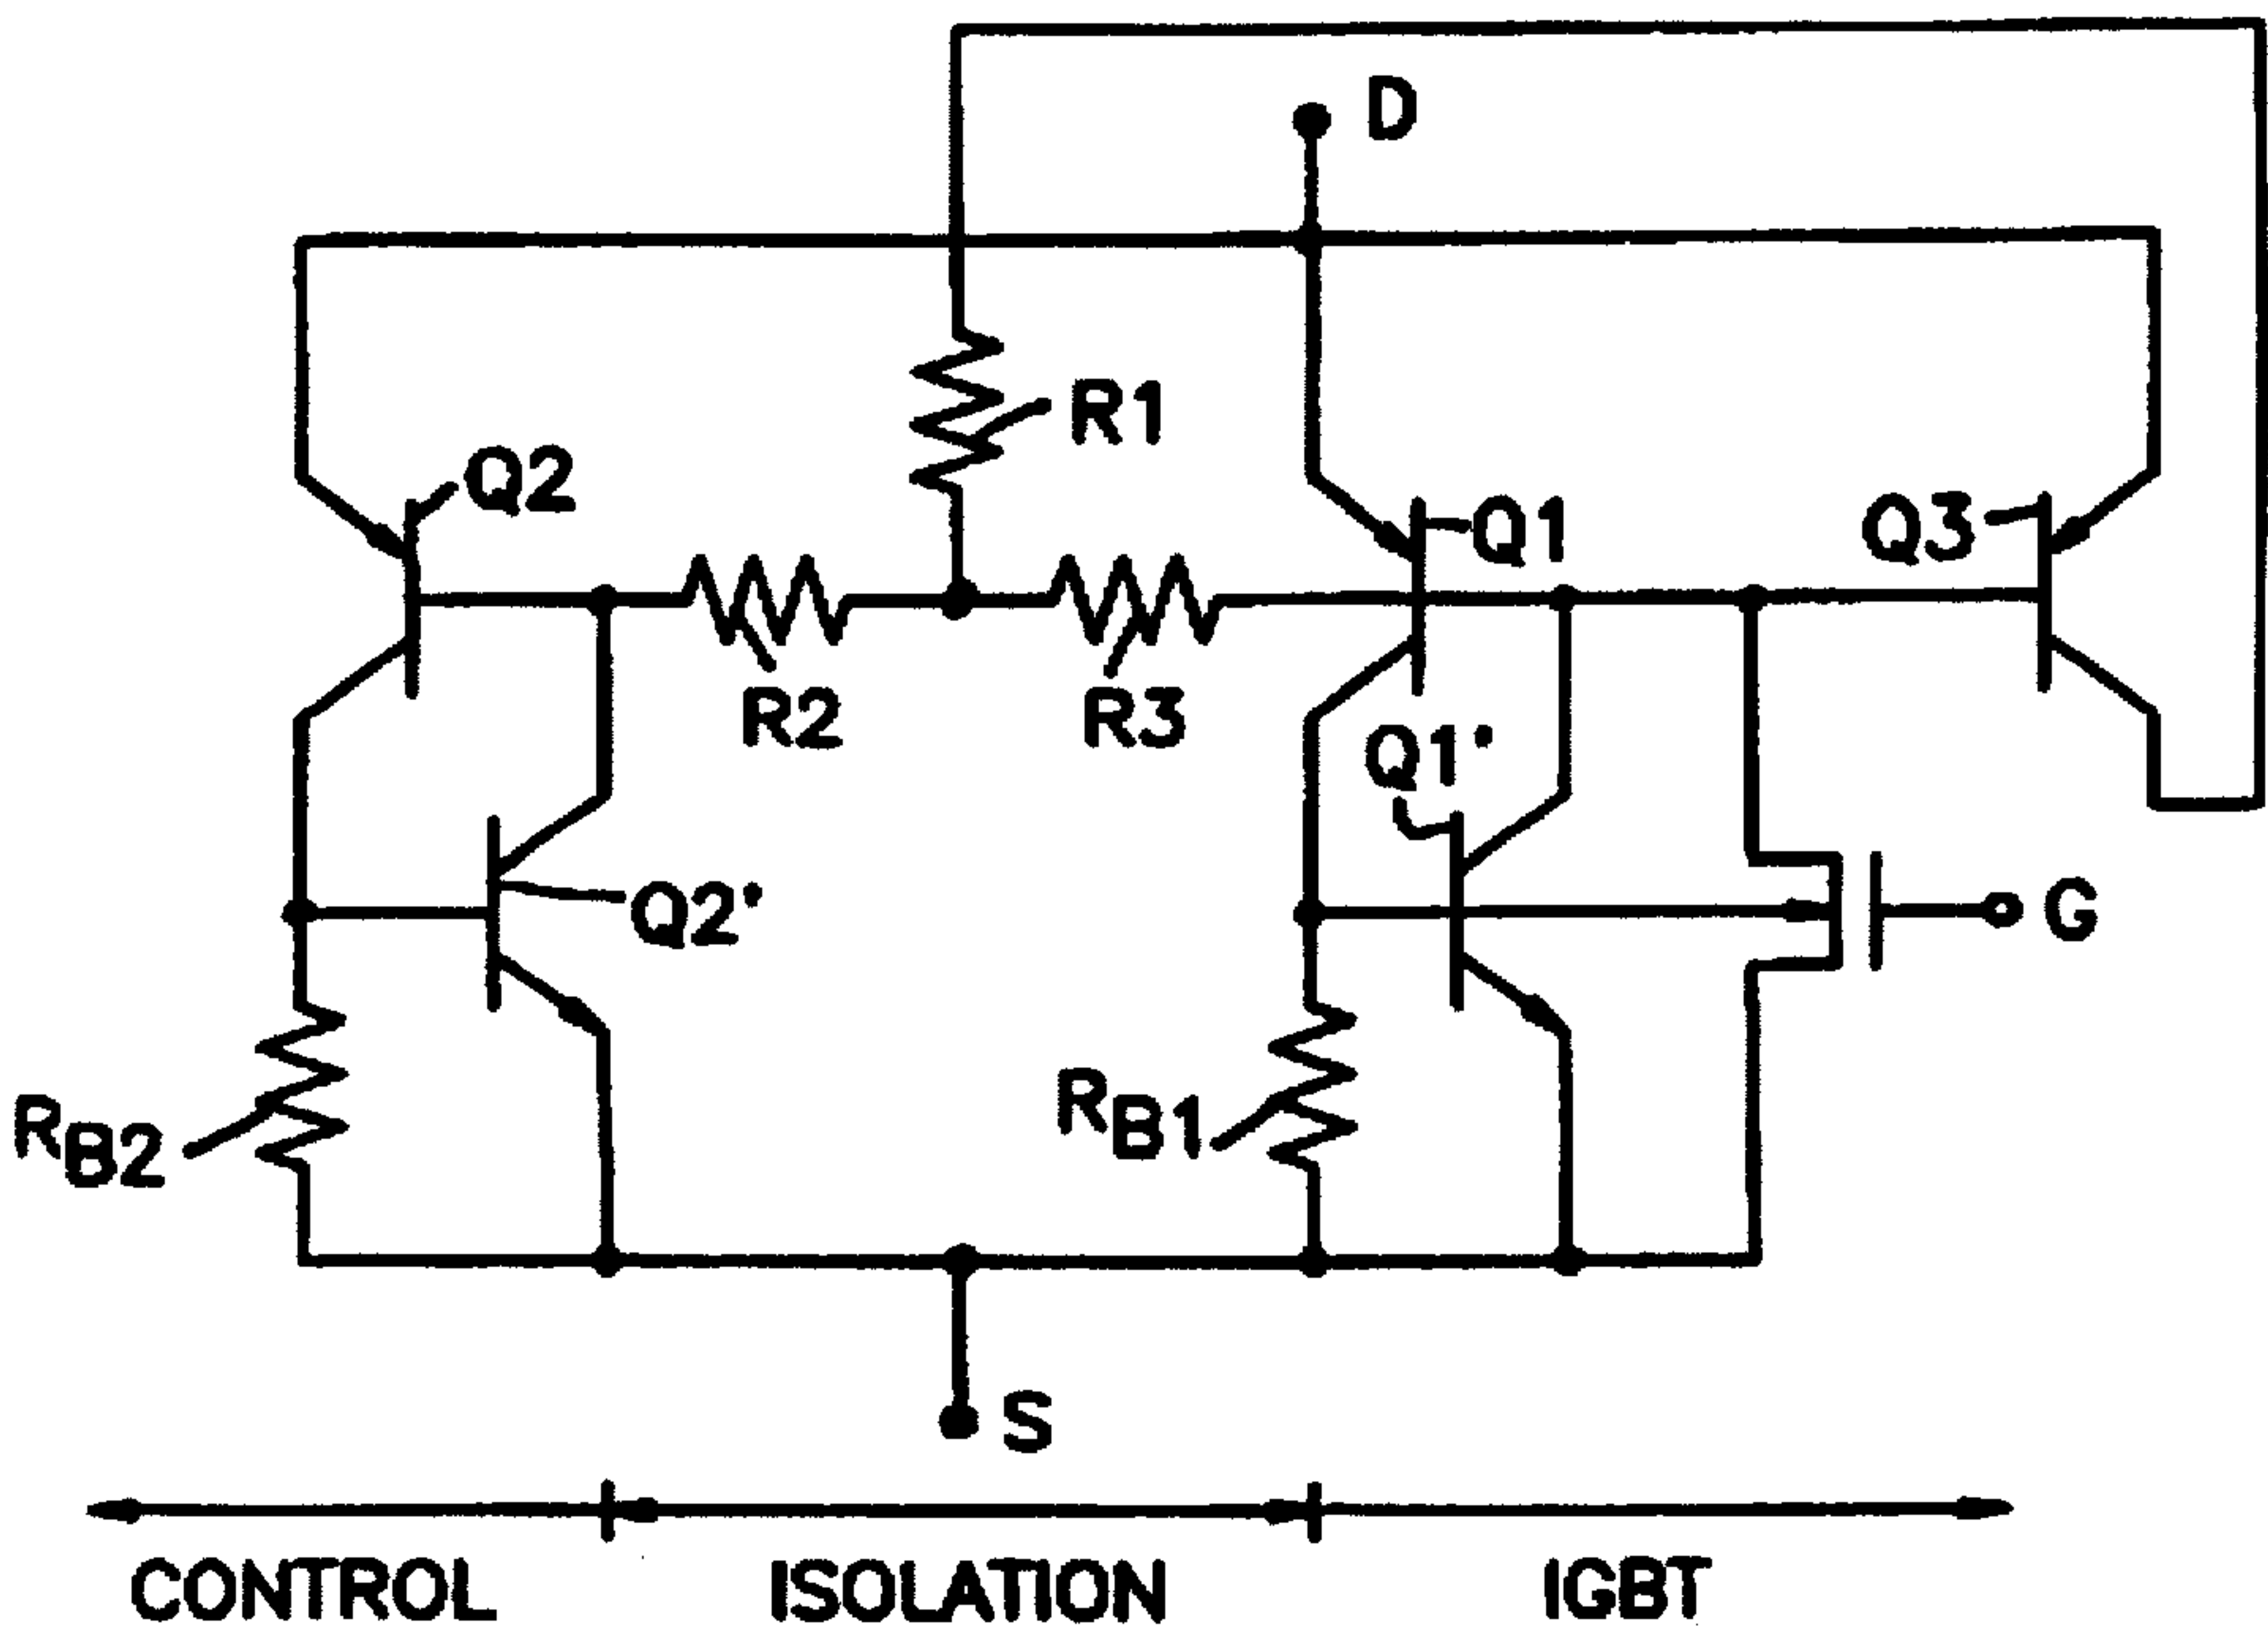 D
R1
Q2
Q1
Q3
R2
R3
Q1'
Q2'
G
RB1
RB2
S
CONTROL
ISOLATION
IGBT